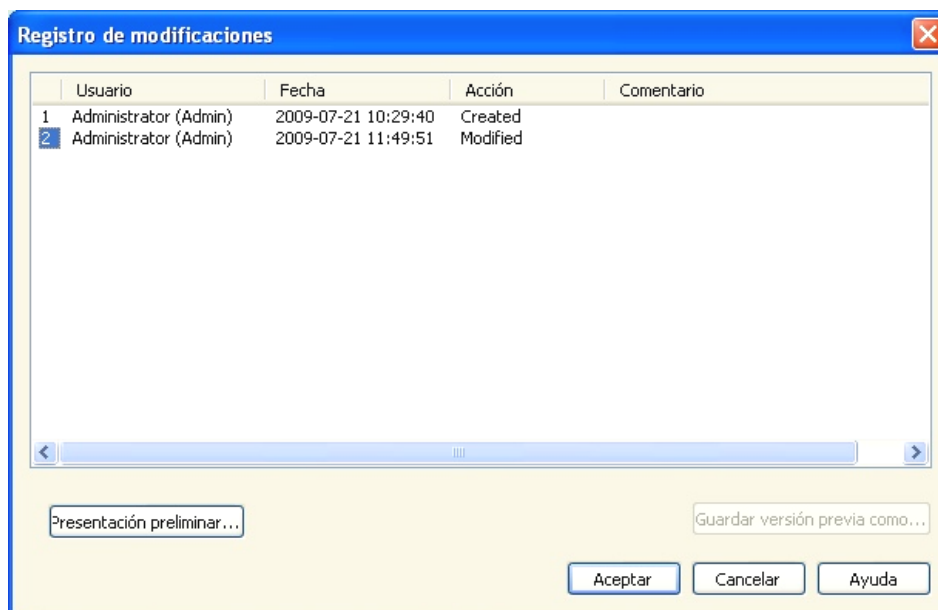 Registro de modificaciones
Usuario Fecha Acción Comentario
1 Administrator (Admin) 2009-07-21 10:29:40 Created
2 Administrator (Admin) 2009-07-21 11:49:51 Modified
Presentación preliminar... Guardar versión previa como...
Aceptar Cancelar Ayuda